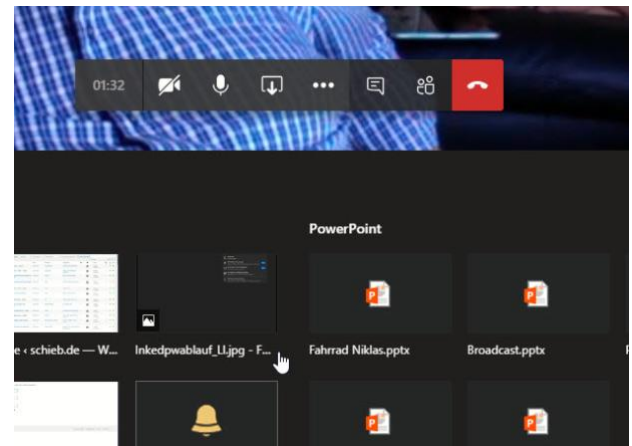 01:32
PowerPoint
e ‹ schieb.de — W...
Inkedpwablauf_LI.jpg - F...
Fahrrad Niklas.pptx
Broadcast.pptx